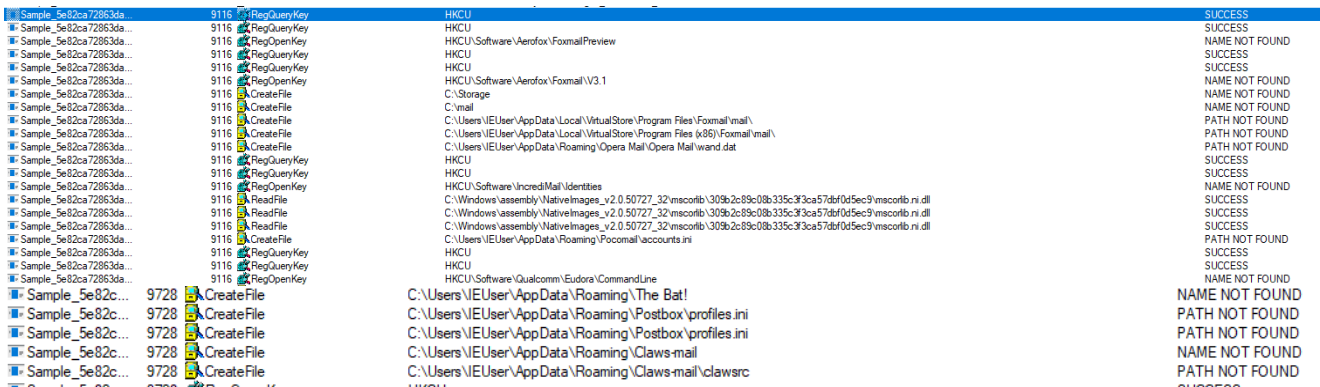 Sample_5e82ca72863da... 9116 RegQueryKey HKCU SUCCESS
Sample_5e82ca72863da... 9116 RegQueryKey HKCU SUCCESS
Sample_5e82ca72863da... 9116 RegOpenKey HKCU\Software\Aerofox\FoxmailPreview NAME NOT FOUND
Sample_5e82ca72863da... 9116 RegQueryKey HKCU SUCCESS
Sample_5e82ca72863da... 9116 RegQueryKey HKCU SUCCESS
Sample_5e82ca72863da... 9116 RegOpenKey HKCU\Software\Aerofox\Foxmail\V3.1 NAME NOT FOUND
Sample_5e82ca72863da... 9116 CreateFile C:\Storage NAME NOT FOUND
Sample_5e82ca72863da... 9116 CreateFile C:\mail NAME NOT FOUND
Sample_5e82ca72863da... 9116 CreateFile C:\Users\IEUser\AppData\Local\VirtualStore\Program Files\Foxmail\mail\ PATH NOT FOUND
Sample_5e82ca72863da... 9116 CreateFile C:\Users\IEUser\AppData\Local\VirtualStore\Program Files (x86)\Foxmail\mail\ PATH NOT FOUND
Sample_5e82ca72863da... 9116 CreateFile C:\Users\IEUser\AppData\Roaming\Opera Mail\Opera Mail\wand.dat PATH NOT FOUND
Sample_5e82ca72863da... 9116 RegQueryKey HKCU SUCCESS
Sample_5e82ca72863da... 9116 RegQueryKey HKCU SUCCESS
Sample_5e82ca72863da... 9116 RegOpenKey HKCU\Software\IncrediMail\Identities NAME NOT FOUND
Sample_5e82ca72863da... 9116 ReadFile C:\Windows\assembly\NativeImages_v2.0.50727_32\mscorlib\309b2c89c08b335c3f3ca57dbf0d5ec9\mscorlib.ni.dll SUCCESS
Sample_5e82ca72863da... 9116 ReadFile C:\Windows\assembly\NativeImages_v2.0.50727_32\mscorlib\309b2c89c08b335c3f3ca57dbf0d5ec9\mscorlib.ni.dll SUCCESS
Sample_5e82ca72863da... 9116 ReadFile C:\Windows\assembly\NativeImages_v2.0.50727_32\mscorlib\309b2c89c08b335c3f3ca57dbf0d5ec9\mscorlib.ni.dll SUCCESS
Sample_5e82ca72863da... 9116 CreateFile C:\Users\IEUser\AppData\Roaming\Pocomail\accounts.ini PATH NOT FOUND
Sample_5e82ca72863da... 9116 RegQueryKey HKCU SUCCESS
Sample_5e82ca72863da... 9116 RegQueryKey HKCU SUCCESS
Sample_5e82ca72863da... 9116 RegOpenKey HKCU\Software\Qualcomm\Eudora\CommandLine NAME NOT FOUND
Sample_5e82c... 9728 CreateFile C:\Users\IEUser\AppData\Roaming\The Bat! NAME NOT FOUND
Sample_5e82c... 9728 CreateFile C:\Users\IEUser\AppData\Roaming\Postbox\profiles.ini PATH NOT FOUND
Sample_5e82c... 9728 CreateFile C:\Users\IEUser\AppData\Roaming\Postbox\profiles.ini PATH NOT FOUND
Sample_5e82c... 9728 CreateFile C:\Users\IEUser\AppData\Roaming\Claws-mail NAME NOT FOUND
Sample_5e82c... 9728 CreateFile C:\Users\IEUser\AppData\Roaming\Claws-mail\clawsrc PATH NOT FOUND